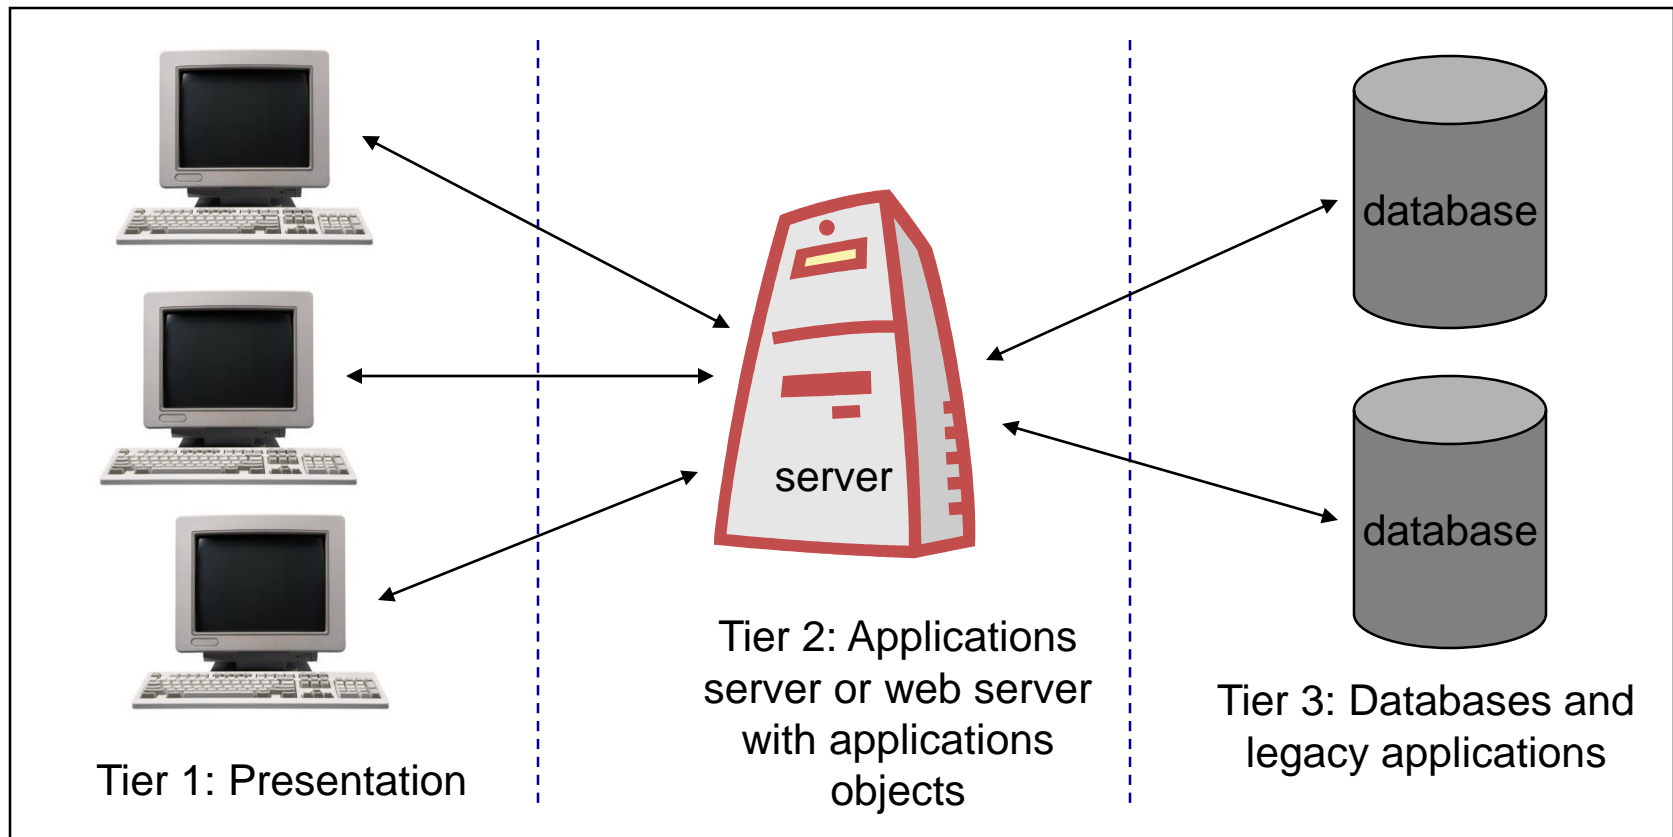 database
server
database
Tier 1: Presentation
Tier 2: Applications
server or web server
with applications
objects
Tier 3: Databases and
legacy applications